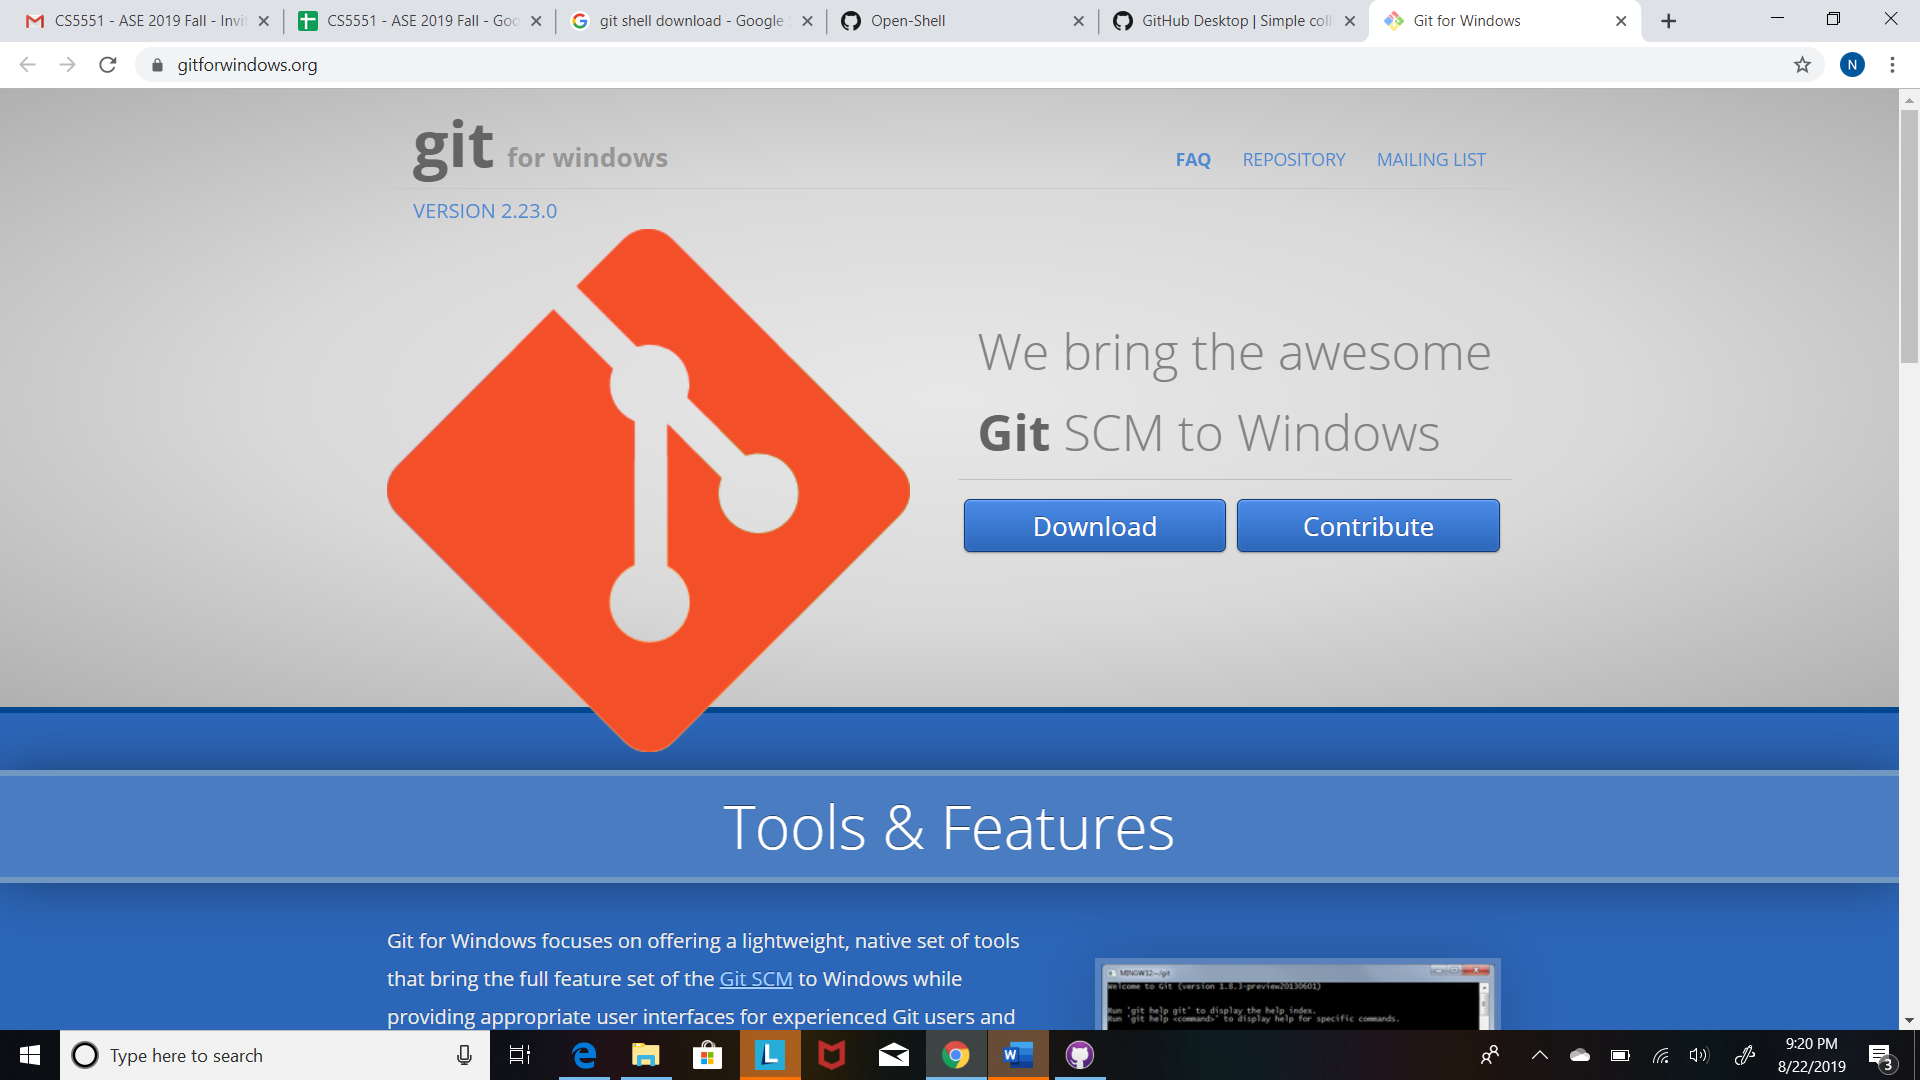 CS5551 - ASE 2019 Fall - Invit
CS5551 - ASE 2019 Fall - Goo
git shell download - Google S
Open-Shell
GitHub Desktop | Simple coll
Git for Windows
gitforwindows.org
N
git for windows
FAQ
REPOSITORY
MAILING LIST
VERSION 2.23.0
We bring the awesome
Git SCM to Windows
Download
Contribute
Tools & Features
Git for Windows focuses on offering a lightweight, native set of tools
that bring the full feature set of the Git SCM to Windows while
providing appropriate user interfaces for experienced Git users and
MINGW32:~/git
Welcome to Git (version 1.8.3-preview20130601)
Run 'git help git' to display the help index.
Run 'git help <command>' to display help for specific commands.
Type here to search
9:20 PM
8/22/2019
3